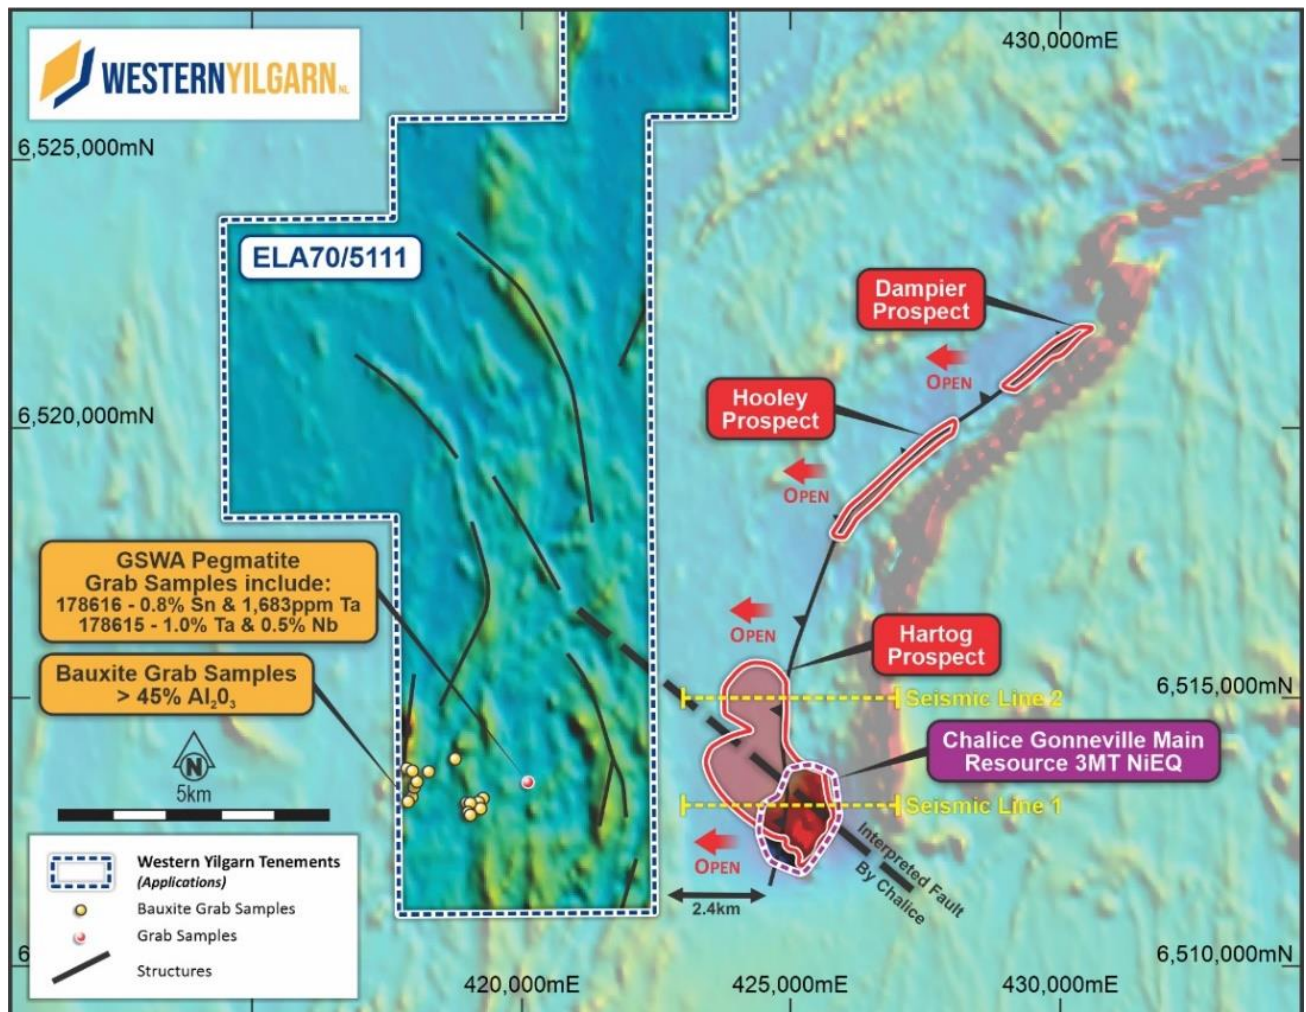 WESTERNYILGARN NL
430,000mE
6,525,000mN
ELA70/5111
Dampier
Prospect
OPEN
Hooley
Prospect
6,520,000mN
OPEN
GSWA Pegmatite
Grab Samples include:
178616 - 0.8% Sn & 1,683ppm Ta
178615 - 1.0% Ta & 0.5% Nb
OPEN
Hartog
Prospect
Bauxite Grab Samples
> 45% Al₂0₃
Seismic Line 2
6,515,000mN
N
5km
Chalice Gonneville Main
Resource 3MT NiEQ
Seismic Line 1
OPEN
Interpreted Fault
By Chalice
2.4km
Western Yilgarn Tenements
(Applications)
Bauxite Grab Samples
Grab Samples
Structures
6,510,000mN
420,000mE
425,000mE
430,000mE